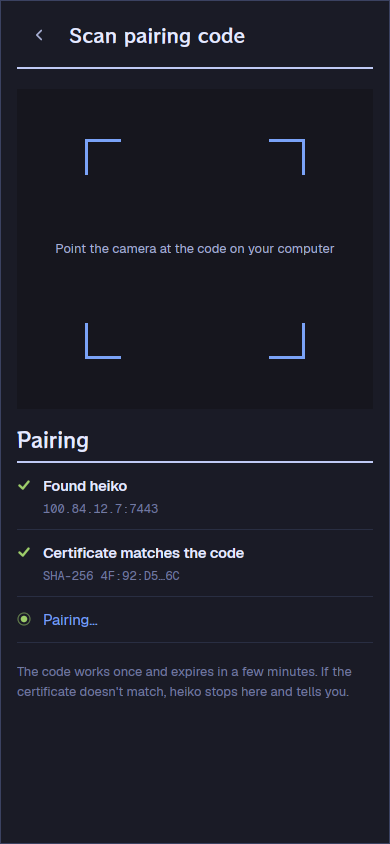 Scan pairing code
Point the camera at the code on your computer
Pairing
Found heiko
100.84.12.7:7443
Certificate matches the code
SHA-256 4F:92:D5…6C
Pairing…
The code works once and expires in a few minutes. If the
certificate doesn't match, heiko stops here and tells you.